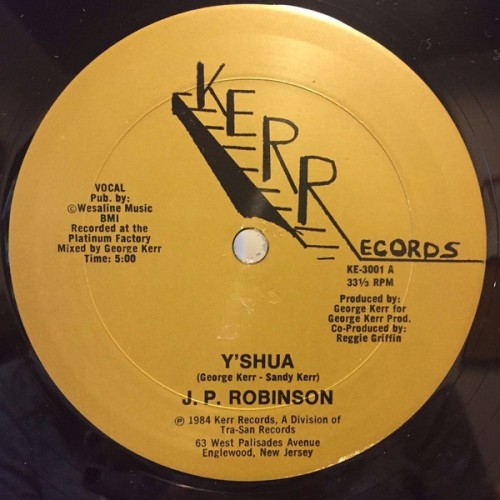 KERR
ECORDS
VOCAL
Pub. by:
©Wesaline Music
BMI
Recorded at the
Platinum Factory
Mixed by George Kerr
Time: 5:00
KE-3001 A
33⅓ RPM
Produced by:
George Kerr for
George Kerr Prod.
Co-Produced by:
Reggie Griffin
Y'SHUA
(George Kerr - Sandy Kerr)
J. P. ROBINSON
℗ 1984 Kerr Records, A Division of
Tra-San Records
63 West Palisades Avenue
Englewood, New Jersey